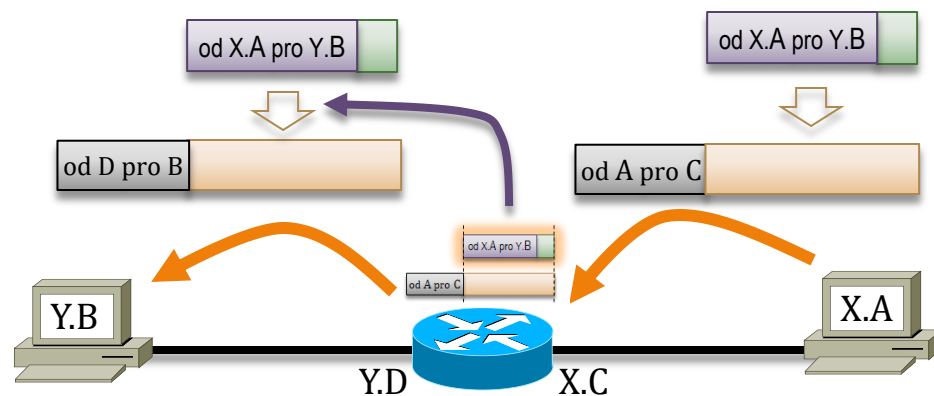 od X.A pro Y.B
od X.A pro Y.B
od D pro B
od A pro C
od X.A pro Y.B
od A pro C
Y.B
X.A
Y.D
X.C